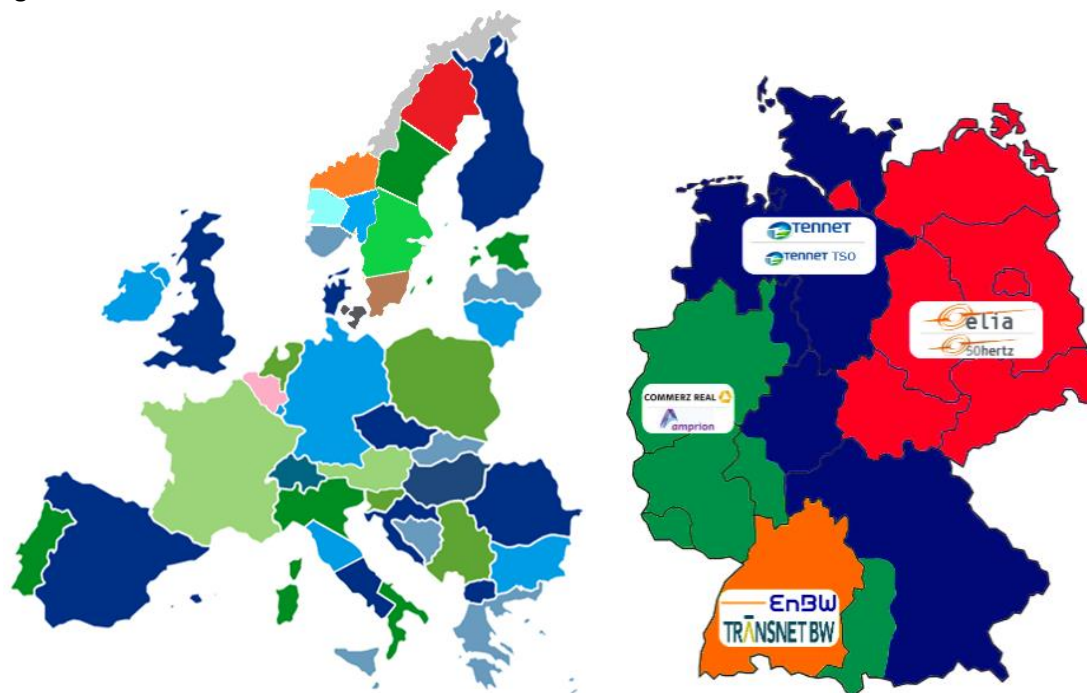 TENNET
TENNET TSO
elia
50hertz
COMMERZ REAL
amprion
EnBW
TRANSNET BW